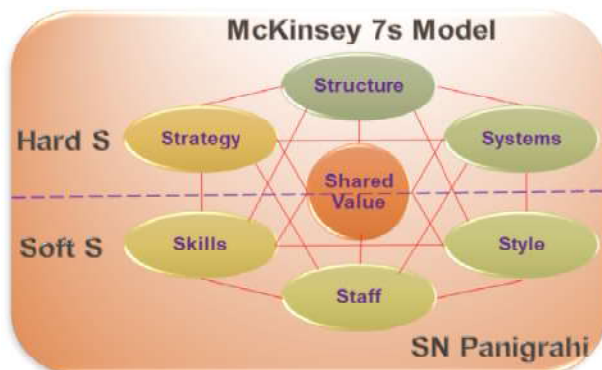 McKinsey 7s Model
Structure
Hard S
Strategy
Systems
Shared
Value
Soft S
Skills
Style
Staff
SN Panigrahi